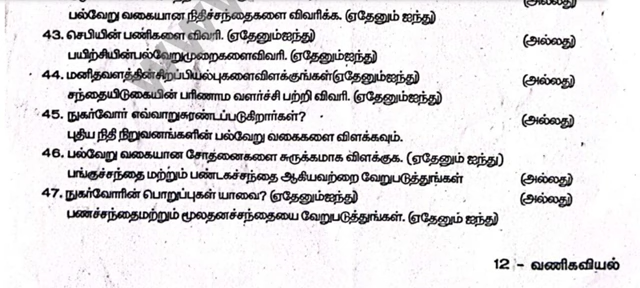 பல்வேறு வகையான நிதிச்சந்தைகளை விவரிக்க. (ஏதேனும் ஐந்து) (அல்லது)
43. செபியின் பணிகளை விவரி. (ஏதேனும்ஐந்து) (அல்லது)
பயிற்சியின்பல்வேறுமுறைகளைவிவரி. (ஏதேனும்ஐந்து)
44. மனிதவளத்தின்சிறப்பியல்புகளைவிளக்குங்கள்(ஏதேனும்ஐந்து) (அல்லது)
சந்தையிடுகையின் பரிணாம வளர்ச்சி பற்றி விவரி. (ஏதேனும் ஐந்து)
45. நுகர்வோர் எவ்வாறுசுரண்டப்படுகிறார்கள்? (அல்லது)
புதிய நிதி நிறுவனங்களின் பல்வேறு வகைகளை விளக்கவும்.
46. பல்வேறு வகையான சோதனைகளை சுருக்கமாக விளக்குக. (ஏதேனும் ஐந்து)
பங்குச்சந்தை மற்றும் பண்டகச்சந்தை ஆகியவற்றை வேறுபடுத்துங்கள் (அல்லது)
47. நுகர்வோரின் பொறுப்புகள் யாவை? (ஏதேனும்ஐந்து) (அல்லது)
பணச்சந்தைமற்றும் மூலதனச்சந்தையை வேறுபடுத்துங்கள். (ஏதேனும் ஐந்து)
12 - வணிகவியல்